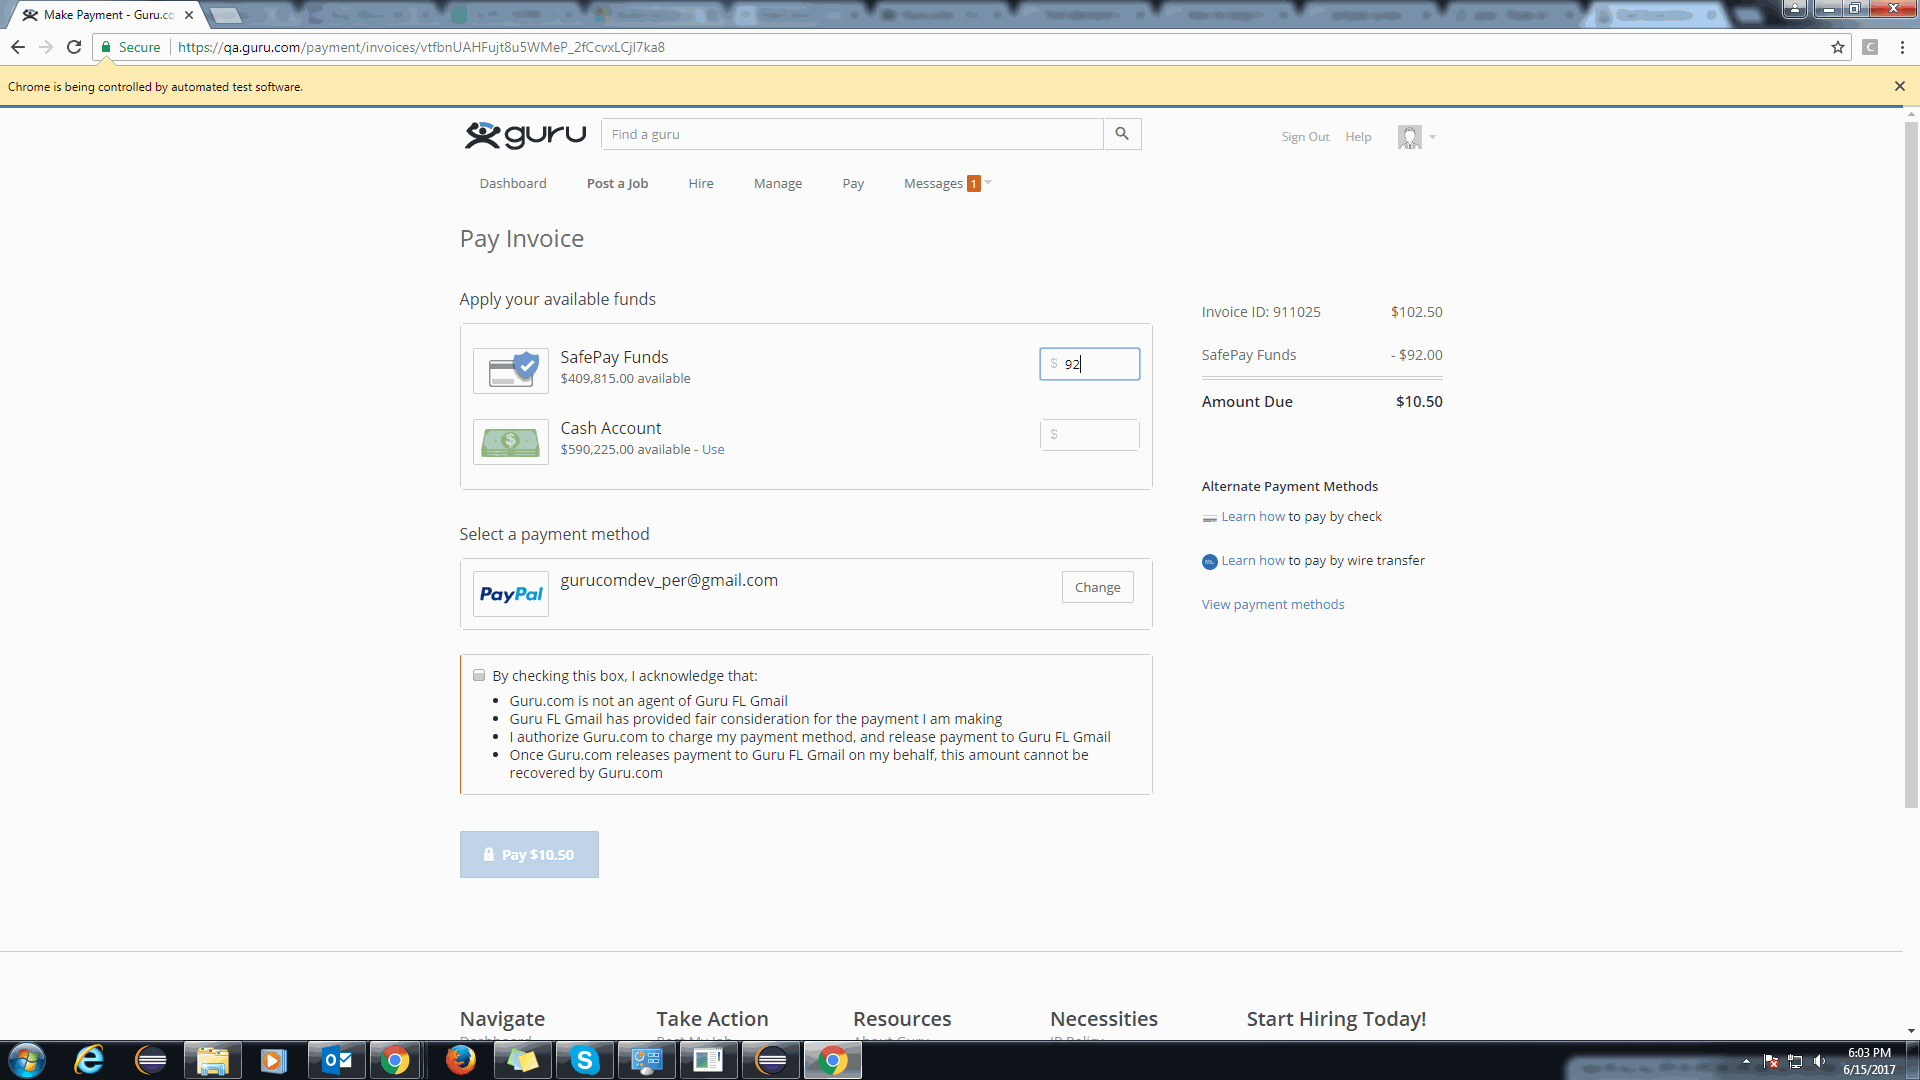 Make Payment - Guru.co
Secure
https://qa.guru.com/payment/invoices/vtfbnUAHFujt8u5WMeP_2fCcvxLCjI7ka8
C
Chrome is being controlled by automated test software.
guru
Find a guru
Sign Out Help
Dashboard Post a Job Hire Manage Pay Messages 1
Pay Invoice
Apply your available funds
SafePay Funds
$409,815.00 available
$ 92
Cash Account
$590,225.00 available - Use
$
Invoice ID: 911025 $102.50
SafePay Funds - $92.00
Amount Due $10.50
Alternate Payment Methods
Learn how to pay by check
Learn how to pay by wire transfer
View payment methods
Select a payment method
PayPal
gurucomdev_per@gmail.com
Change
By checking this box, I acknowledge that:
Guru.com is not an agent of Guru FL Gmail
Guru FL Gmail has provided fair consideration for the payment I am making
I authorize Guru.com to charge my payment method, and release payment to Guru FL Gmail
Once Guru.com releases payment to Guru FL Gmail on my behalf, this amount cannot be
recovered by Guru.com
Pay $10.50
Navigate Take Action Resources Necessities Start Hiring Today!
6:03 PM
6/15/2017